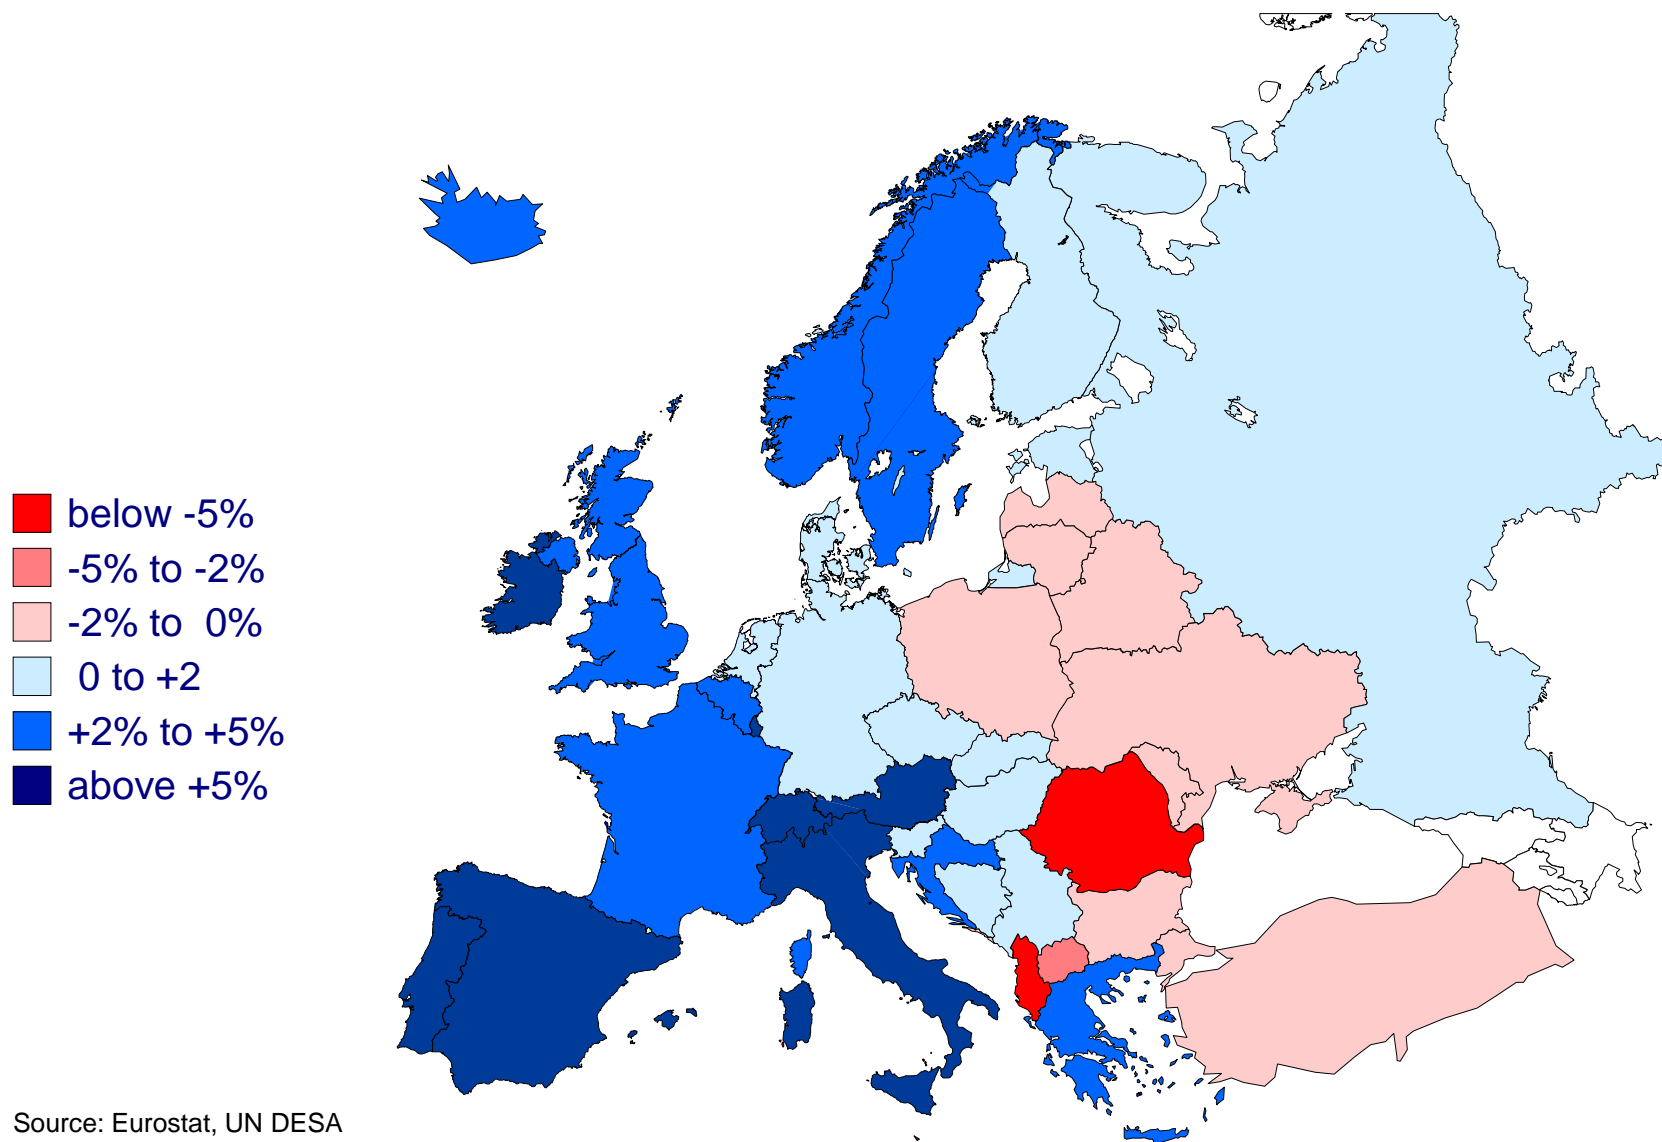 below -5%
-5% to -2%
-2% to 0%
0 to +2
+2% to +5%
above +5%
Source: Eurostat, UN DESA